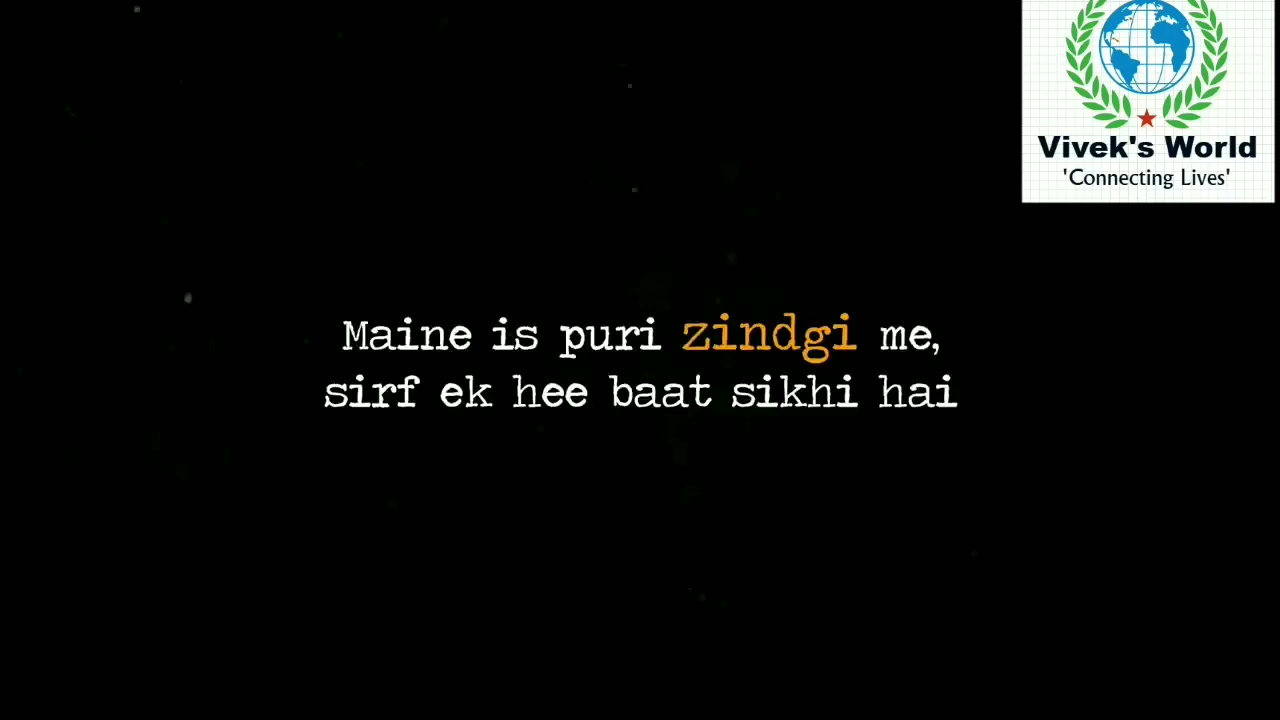 Vivek's World
'Connecting Lives'
Maine is puri zindgi me,
sirf ek hee baat sikhi hai